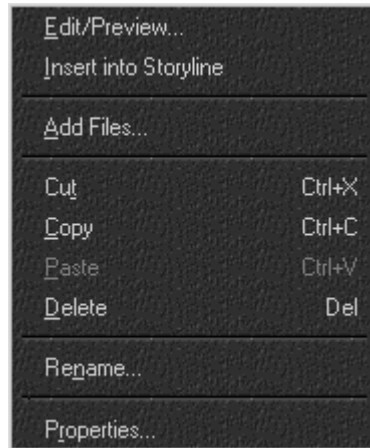 Edit/Preview...
Insert into Storyline
Add Files...
Cut Ctrl+X
Copy Ctrl+C
Paste Ctrl+V
Delete Del
Rename...
Properties...